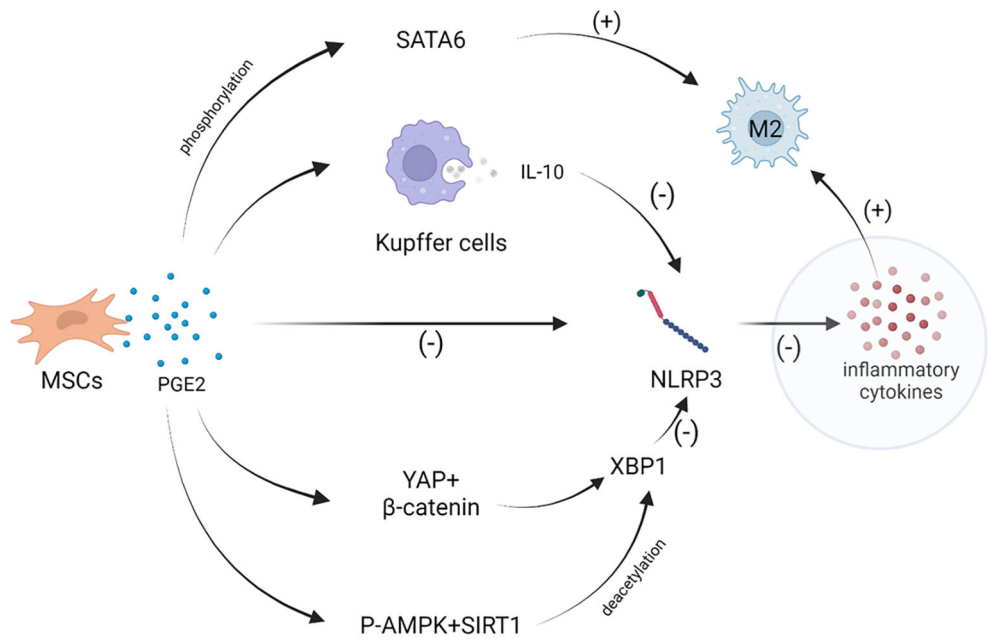 SATA6
(+)
phosphorylation
M2
IL-10
(-)
(+)
Kupffer cells
(-)
(-)
MSCs
PGE2
NLRP3
inflammatory
cytokines
(-)
XBP1
YAP+
β-catenin
deacetylation
P-AMPK+SIRT1